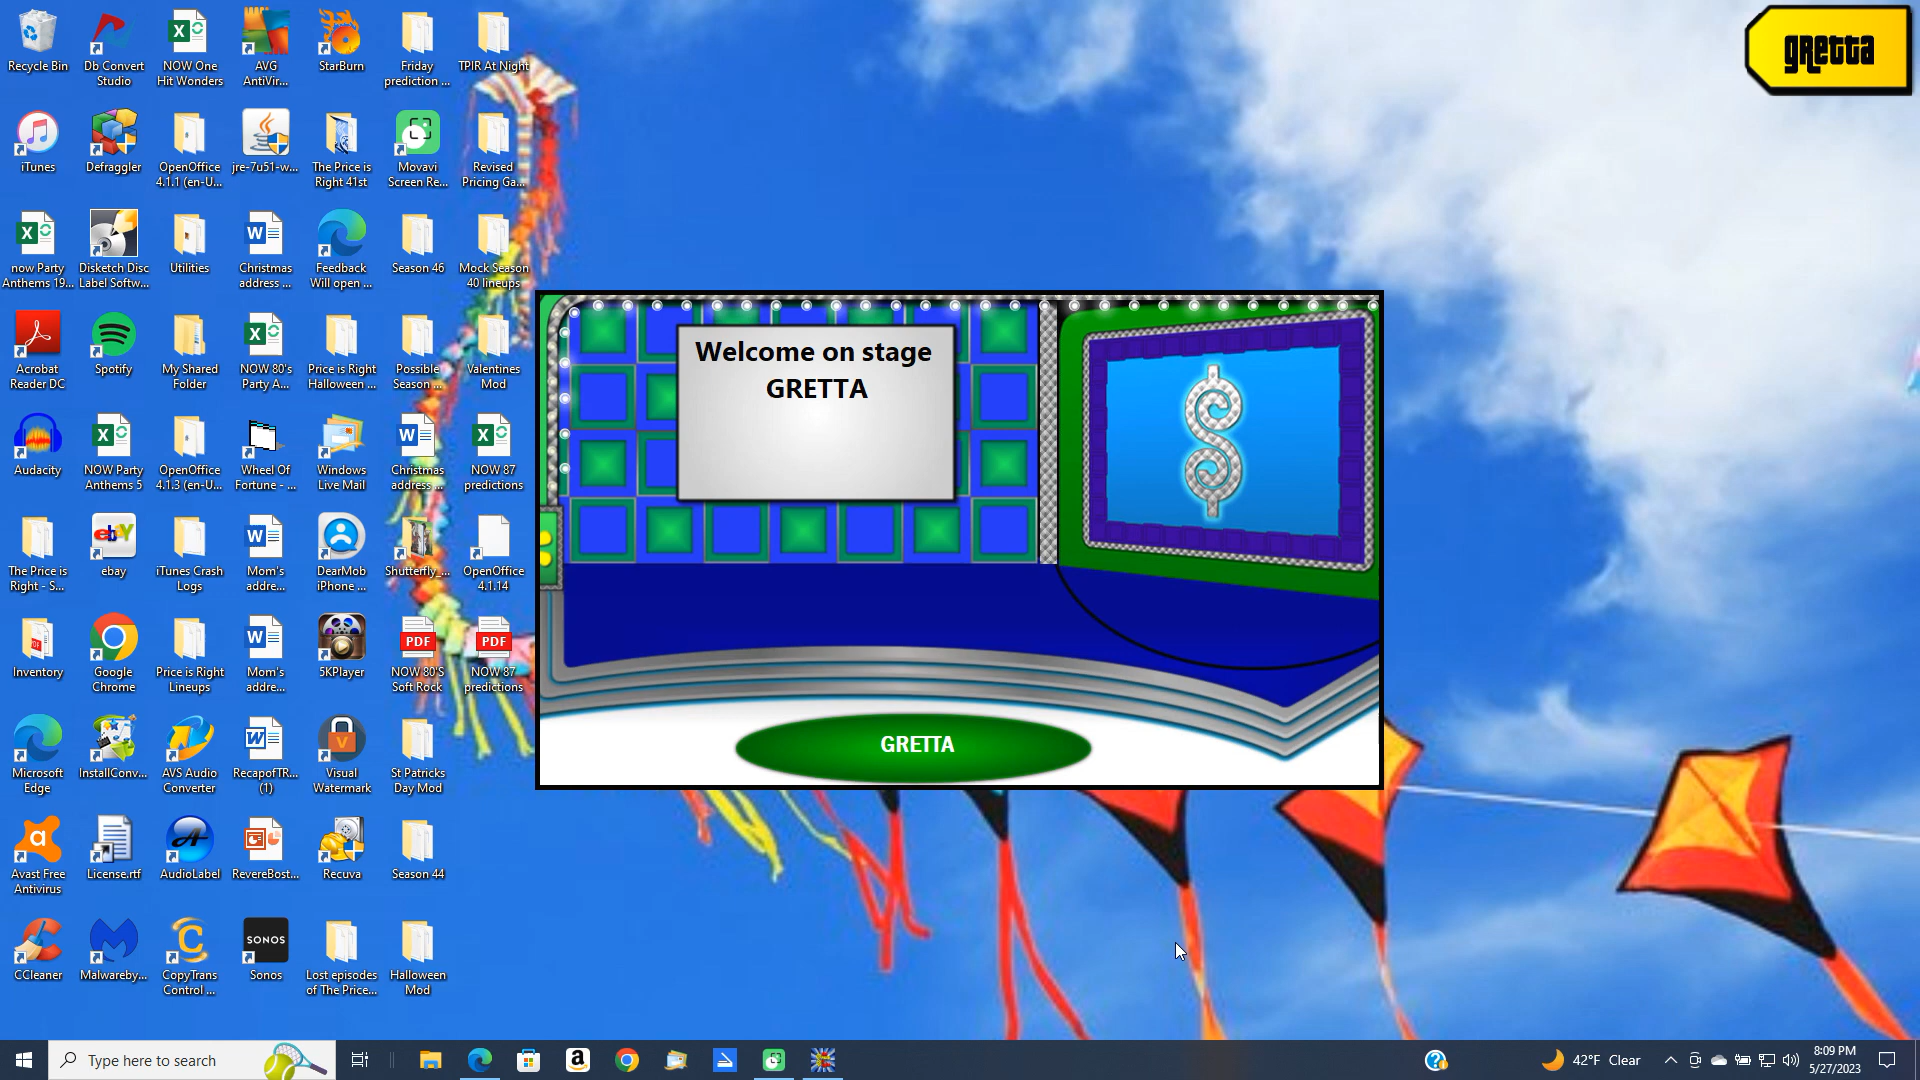 Recycle Bin
Db Convert
Studio
NOW One
Hit Wonders
AVG
AntiVir...
StarBurn
Friday
prediction ...
TPIR At Night
gretta
iTunes
Defraggler
OpenOffice
4.1.1 (en-U...
jre-7u51-w...
The Price is
Right 41st
Movavi
Screen Re...
Revised
Pricing Ga...
now Party
Anthems 19...
Disketch Disc
Label Softw...
Utilities
Christmas
address ...
Feedback
Will open ...
Season 46
Mock Season
40 lineups
Acrobat
Reader DC
Spotify
My Shared
Folder
NOW 80's
Party A...
Price is Right
Halloween ...
Possible
Season ...
Valentines
Mod
Welcome on stage
GRETTA
Audacity
NOW Party
Anthems 5
OpenOffice
4.1.3 (en-U...
Wheel Of
Fortune - ...
Windows
Live Mail
Christmas
address ...
NOW 87
predictions
The Price is
Right - S...
ebay
ebay
iTunes Crash
Logs
Mom's
addre...
DearMob
iPhone ...
Shutterfly_...
OpenOffice
4.1.14
Inventory
Google
Chrome
Price is Right
Lineups
Mom's
addre...
5KPlayer
PDF
NOW 80'S
Soft Rock
PDF
NOW 87
predictions
GRETTA
Microsoft
Edge
InstallConv...
AVS Audio
Converter
RecapofTR...
(1)
Visual
Watermark
St Patricks
Day Mod
Avast Free
Antivirus
License.rtf
AudioLabel
RevereBost...
Recuva
Season 44
CCleaner
Malwareby...
CopyTrans
Control ...
SONOS
Sonos
Lost episodes
of The Price...
Halloween
Mod
Type here to search
42°F Clear
8:09 PM
5/27/2023